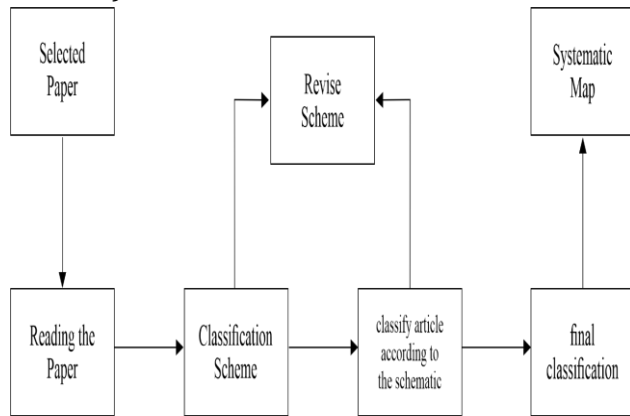 Selected
Paper
Revise
Scheme
Systematic
Map
Reading the
Paper
Classification
Scheme
classify article
according to
the schematic
final
classification